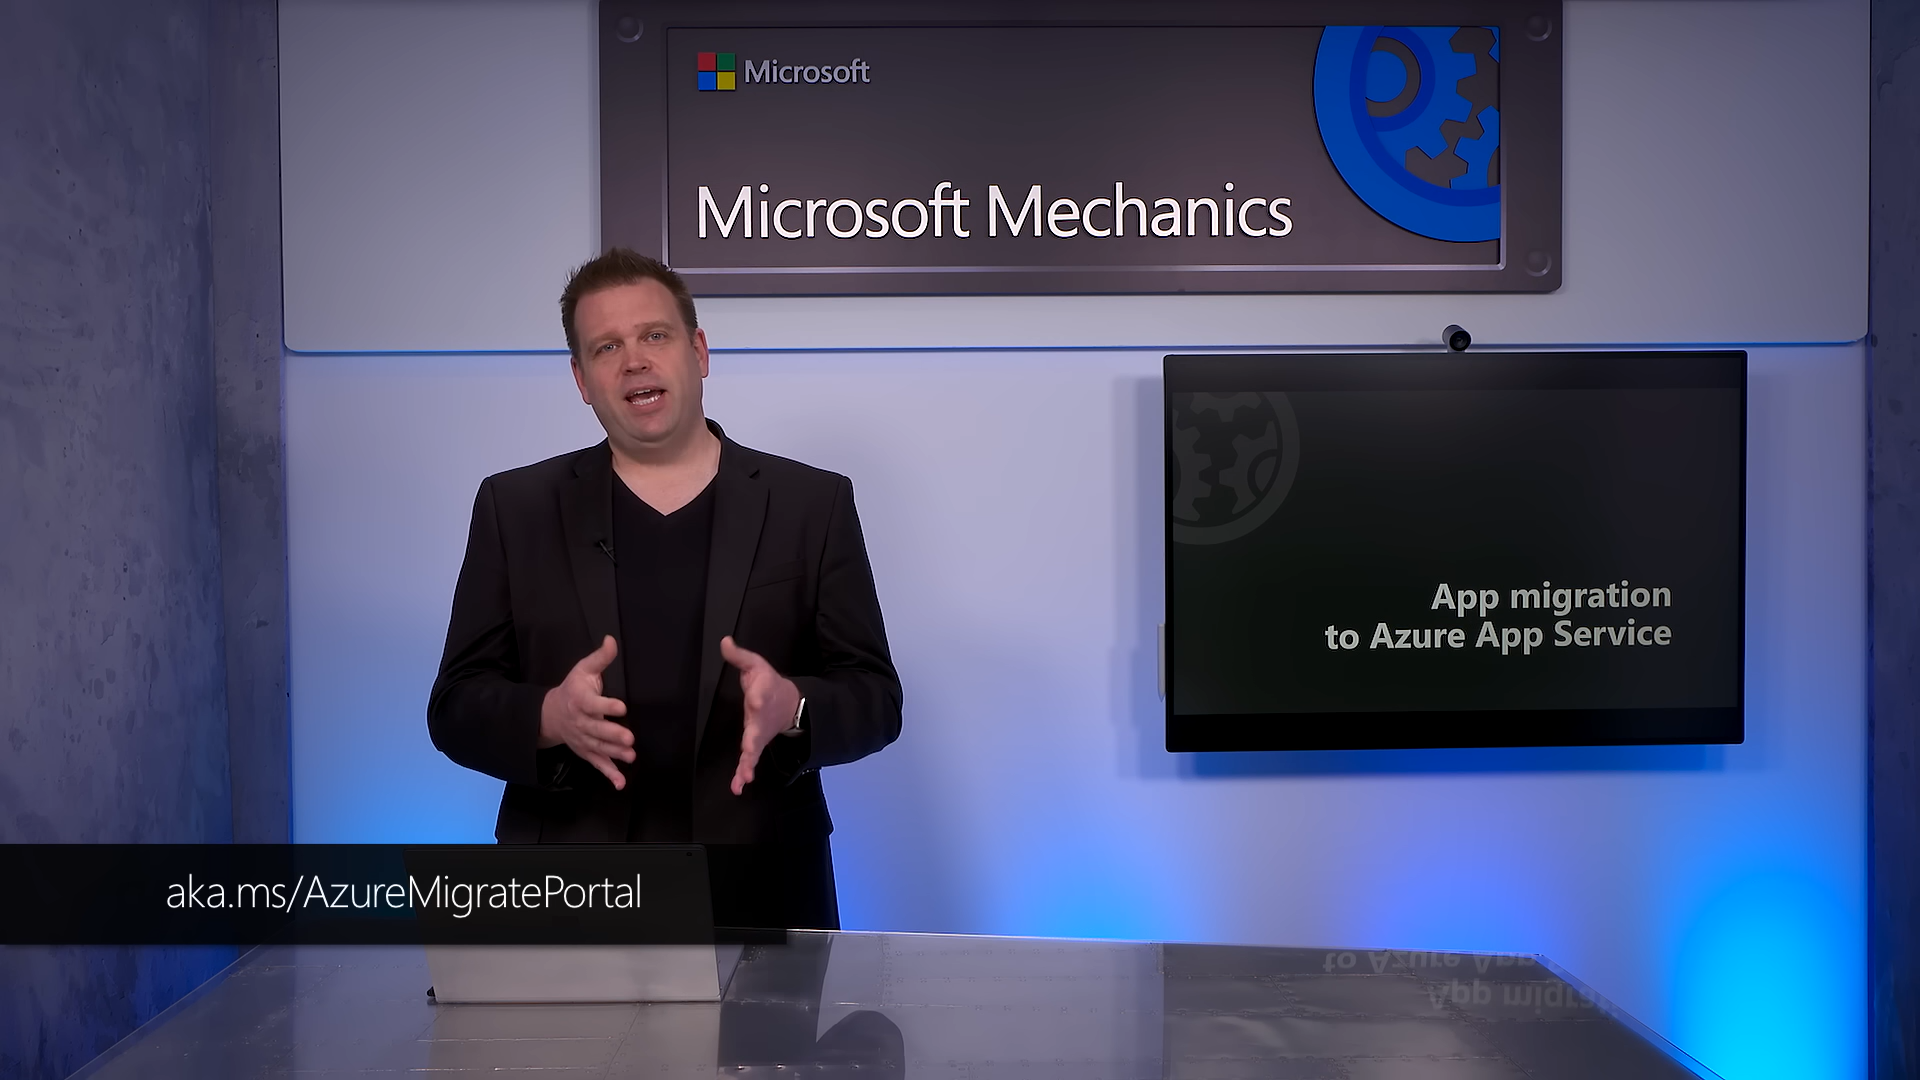 Microsoft
Microsoft Mechanics
App migration
to Azure App Service
aka.ms/AzureMigratePortal